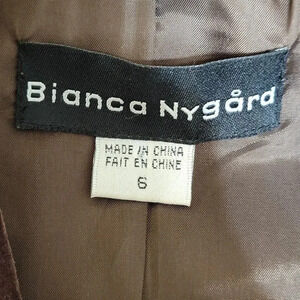 Bianca Nygård
MADE IN CHINA
FAIT EN CHINE
6